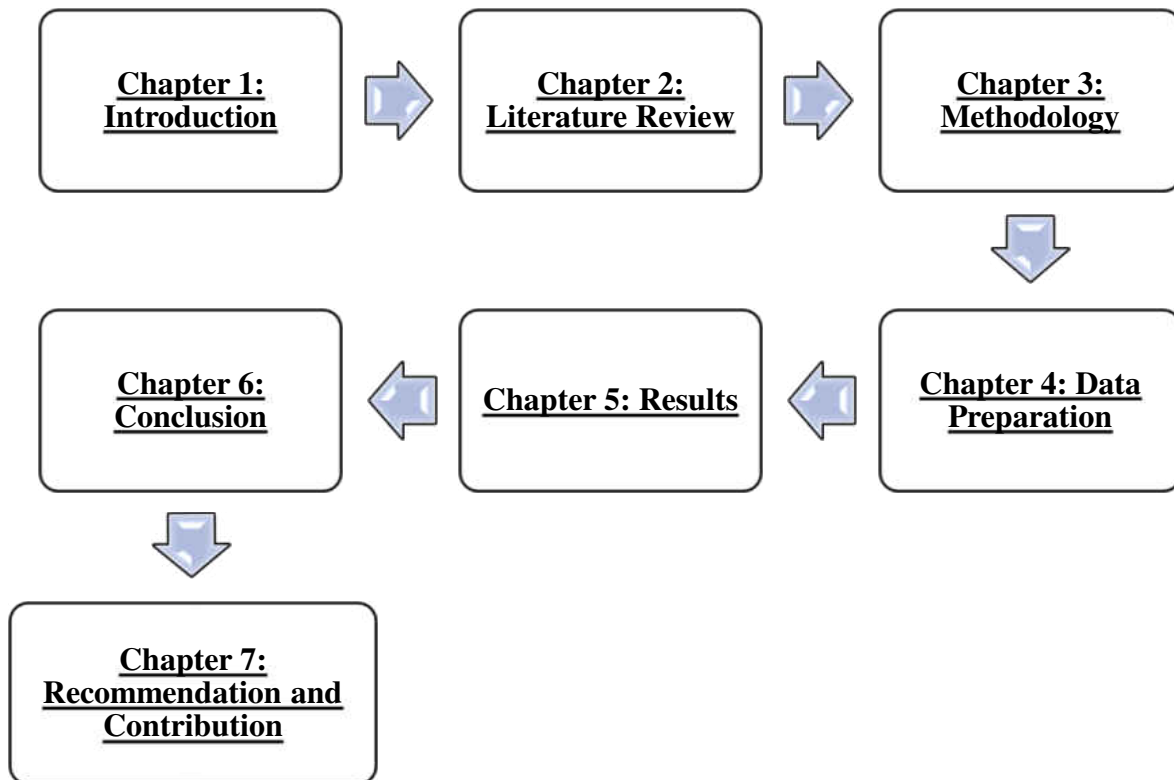 Chapter 1:
Introduction
Chapter 2:
Literature Review
Chapter 3:
Methodology
Chapter 4: Data
Preparation
Chapter 5: Results
Chapter 6:
Conclusion
Chapter 7:
Recommendation and
Contribution